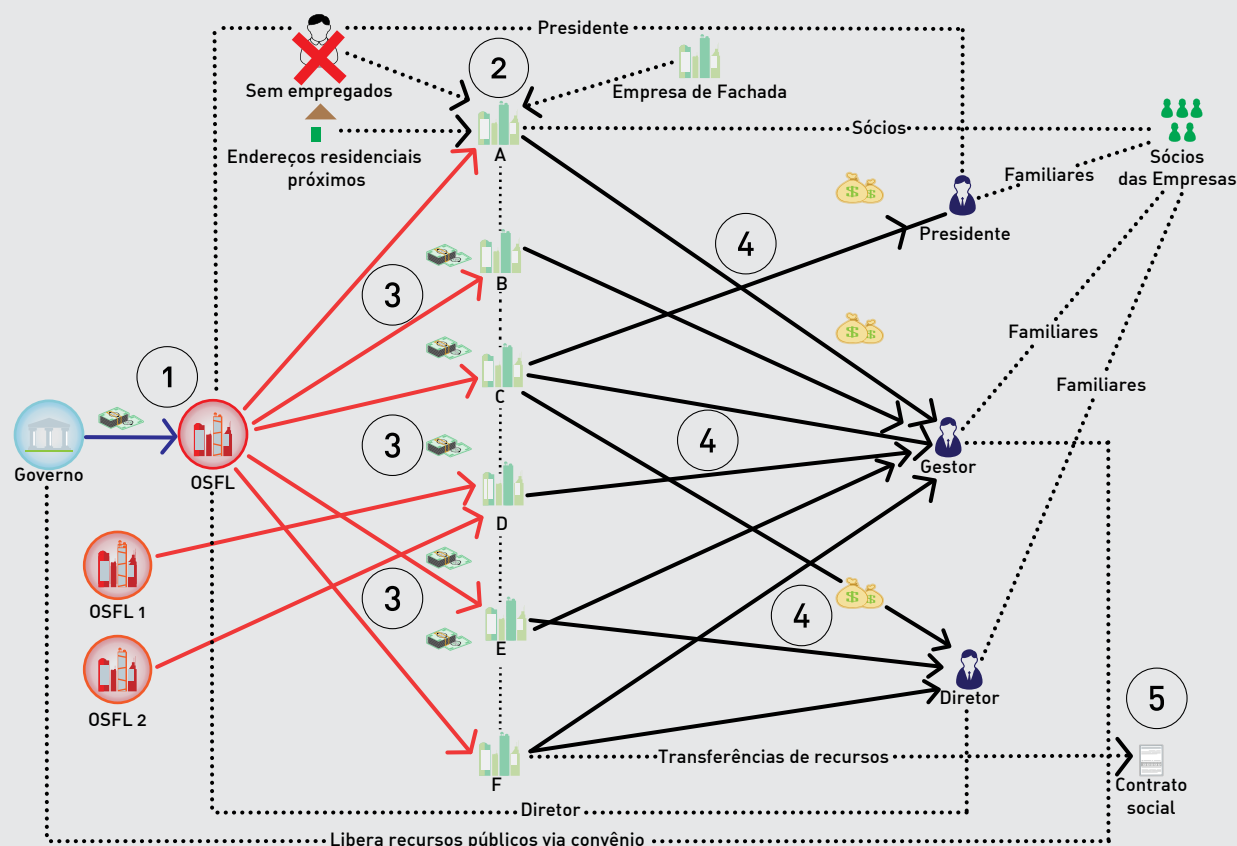 Presidente
2
Sem empregados
Empresa de Fachada
A
Sócios
Endereços residenciais
próximos
Sócios
das Empresas
Familiares
Presidente
4
B
3
1
C
Familiares
Familiares
Governo
OSFL
3
4
Gestor
D
OSFL 1
3
4
E
OSFL 2
Diretor
5
F
Transferências de recursos
Contrato
social
Diretor
Libera recursos públicos via convênio